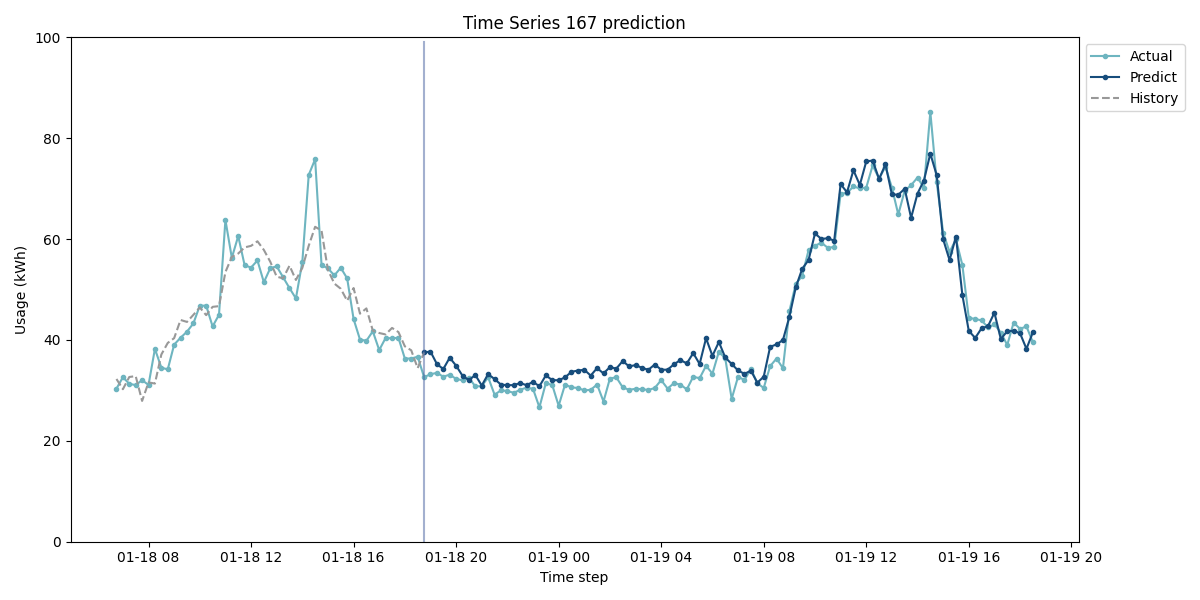 Time Series 167 prediction
Usage (kWh)
100
80
60
40
20
0
01-18 08
01-18 12
01-18 16
01-18 20
01-19 00
01-19 04
01-19 08
01-19 12
01-19 16
01-19 20
Time step
Actual
Predict
History